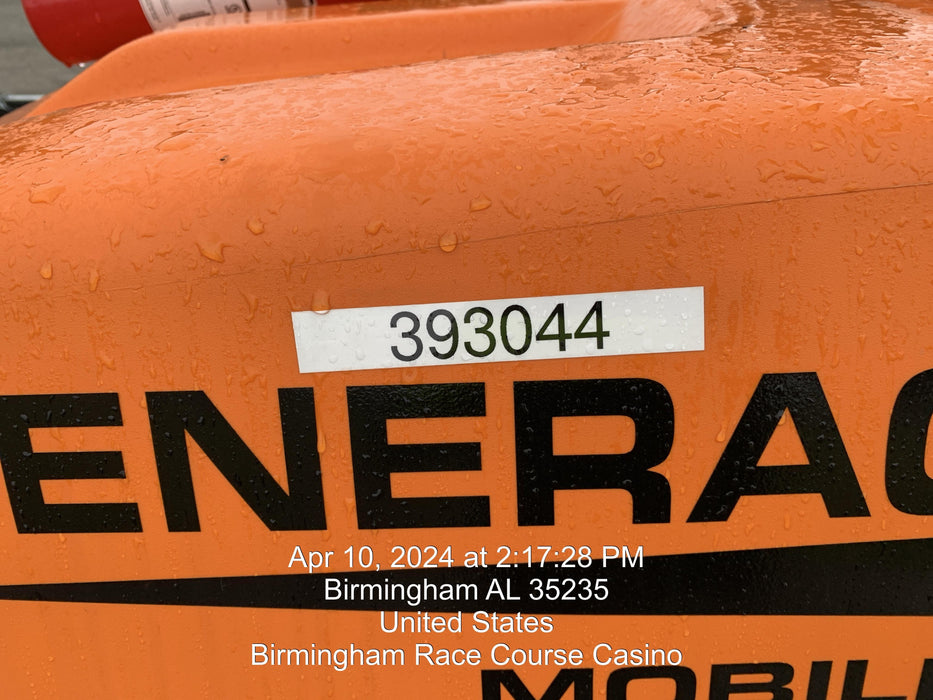 393044
ENERAC
Apr 10, 2024 at 2:17:28 PM
Birmingham AL 35235
United States
Birmingham Race Course Casino
MOBIL